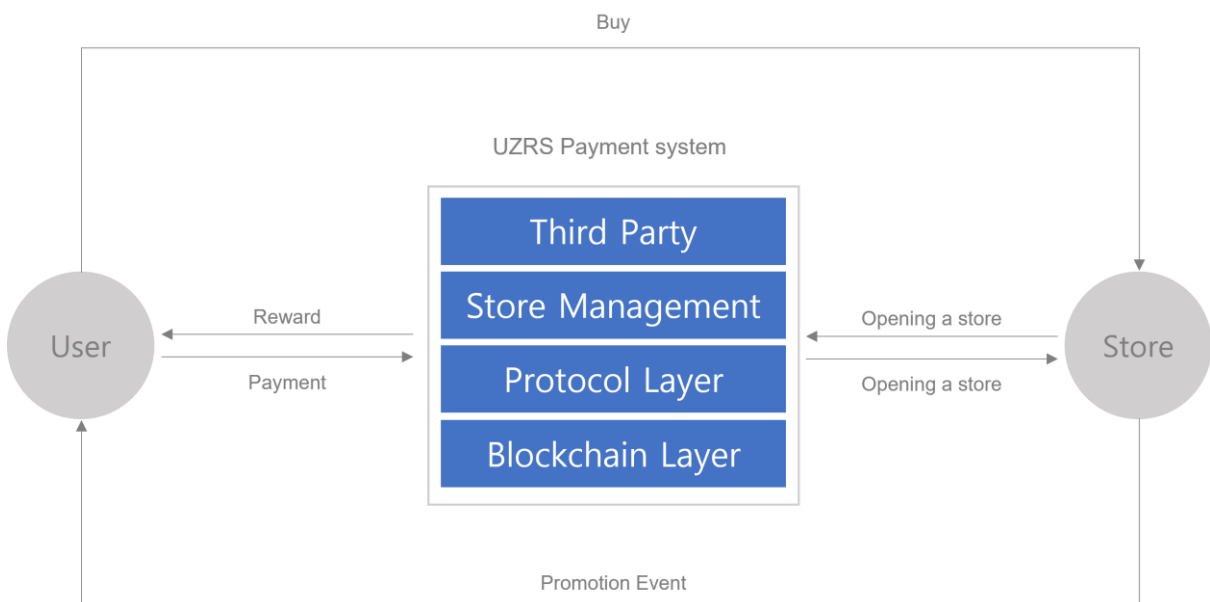 Buy
UZRS Payment system
Third Party
Store Management
Protocol Layer
Blockchain Layer
User
Reward
Payment
Opening a store
Opening a store
Store
Promotion Event